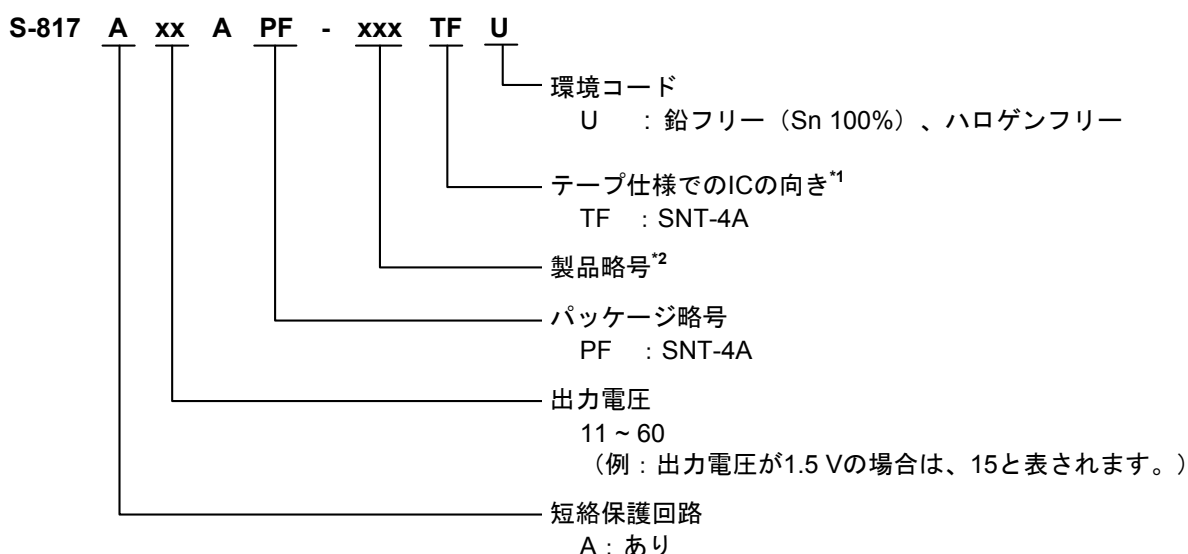 S-817 A xx A PF - xxx TF U
環境コード
U : 鉛フリー（Sn 100%）、ハロゲンフリー
テープ仕様でのICの向き*1
TF : SNT-4A
製品略号*2
パッケージ略号
PF : SNT-4A
出力電圧
11 ~ 60
（例：出力電圧が1.5 Vの場合は、15と表されます。）
短絡保護回路
A : あり